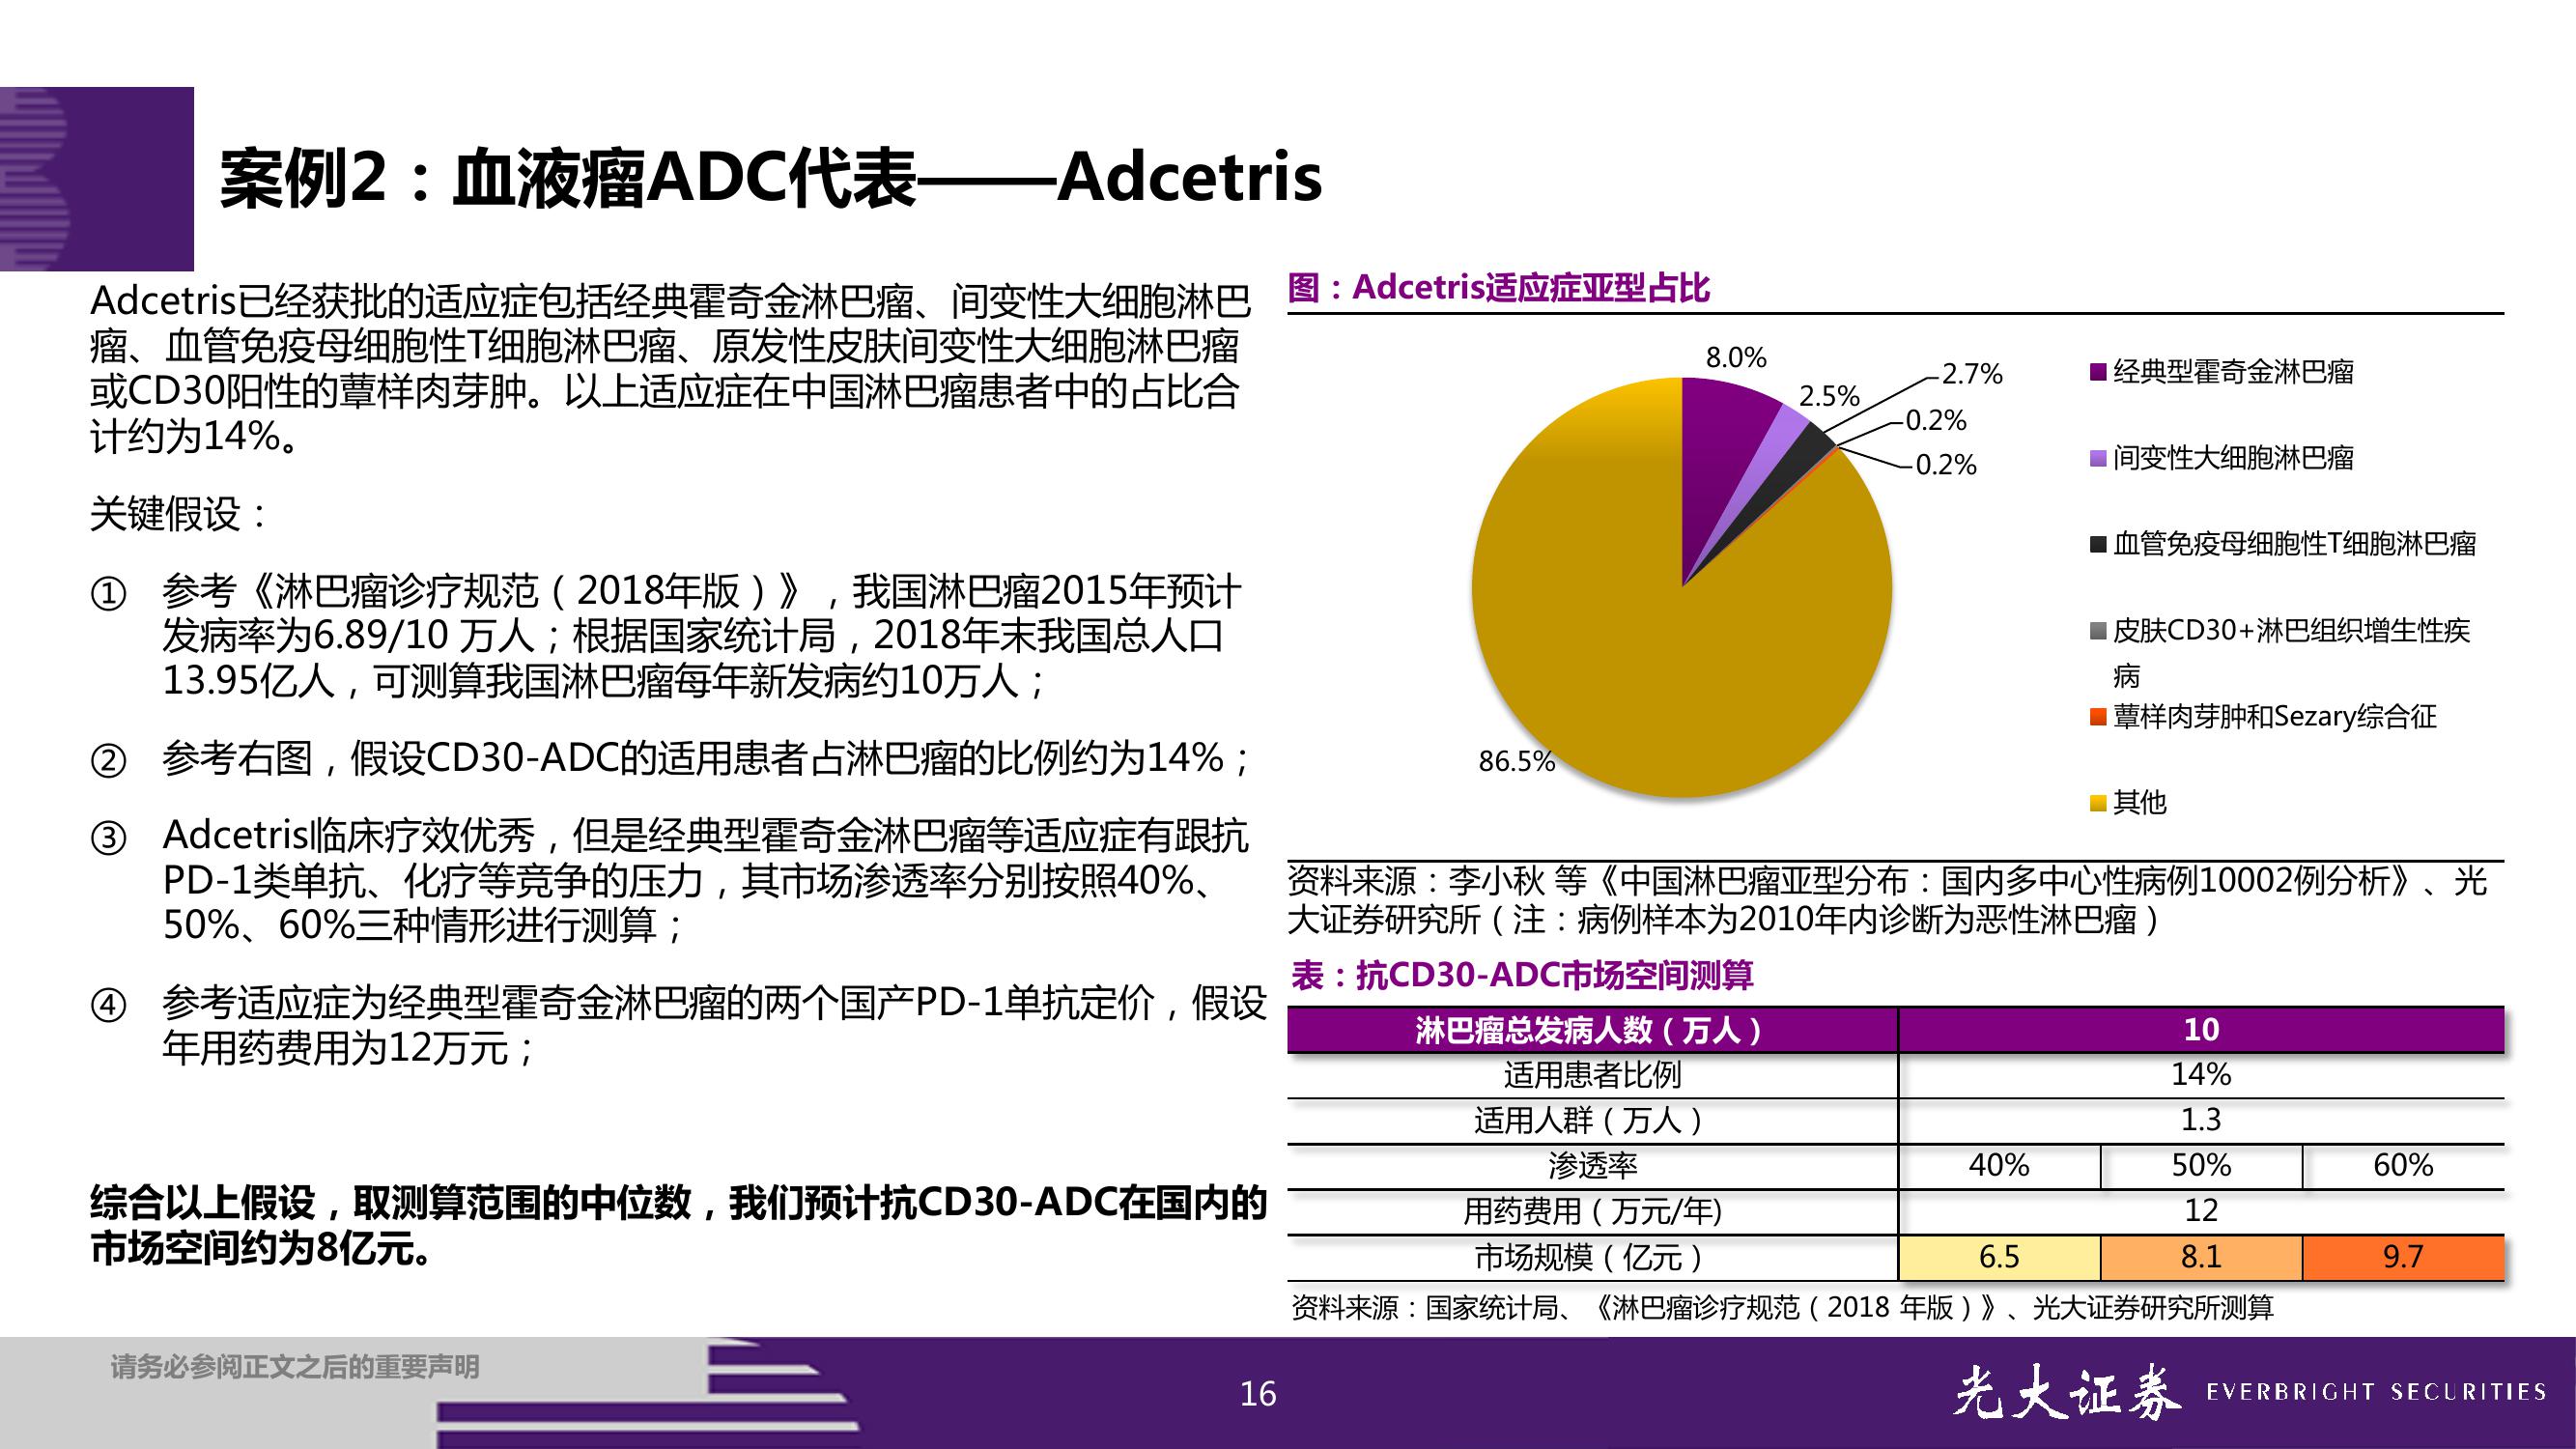 案例2：血液瘤ADC代表——Adcetris
Adcetris已经获批的适应症包括经典霍奇金淋巴瘤、间变性大细胞淋巴
瘤、血管免疫母细胞性T细胞淋巴瘤、原发性皮肤间变性大细胞淋巴瘤
或CD30阳性的蕈样肉芽肿。以上适应症在中国淋巴瘤患者中的占比合
计约为14%。
关键假设：
① 参考《淋巴瘤诊疗规范（2018年版）》，我国淋巴瘤2015年预计
发病率为6.89/10 万人；根据国家统计局，2018年末我国总人口
13.95亿人，可测算我国淋巴瘤每年新发病约10万人；
② 参考右图，假设CD30-ADC的适用患者占淋巴瘤的比例约为14%；
③ Adcetris临床疗效优秀，但是经典型霍奇金淋巴瘤等适应症有跟抗
PD-1类单抗、化疗等竞争的压力，其市场渗透率分别按照40%、
50%、60%三种情形进行测算；
④ 参考适应症为经典型霍奇金淋巴瘤的两个国产PD-1单抗定价，假设
年用药费用为12万元；
综合以上假设，取测算范围的中位数，我们预计抗CD30-ADC在国内的
市场空间约为8亿元。
图：Adcetris适应症亚型占比
8.0%
2.5%
2.7%
0.2%
0.2%
86.5%
经典型霍奇金淋巴瘤
间变性大细胞淋巴瘤
血管免疫母细胞性T细胞淋巴瘤
皮肤CD30+淋巴组织增生性疾
病
蕈样肉芽肿和Sezary综合征
其他
资料来源：李小秋 等《中国淋巴瘤亚型分布：国内多中心性病例10002例分析》、光
大证券研究所（注：病例样本为2010年内诊断为恶性淋巴瘤）
表：抗CD30-ADC市场空间测算
淋巴瘤总发病人数（万人） 10
适用患者比例 14%
适用人群（万人） 1.3
渗透率 40% 50% 60%
用药费用（万元/年) 12
市场规模（亿元） 6.5 8.1 9.7
资料来源：国家统计局、《淋巴瘤诊疗规范（2018 年版）》、光大证券研究所测算
请务必参阅正文之后的重要声明
16
光大证券 EVERBRIGHT SECURITIES